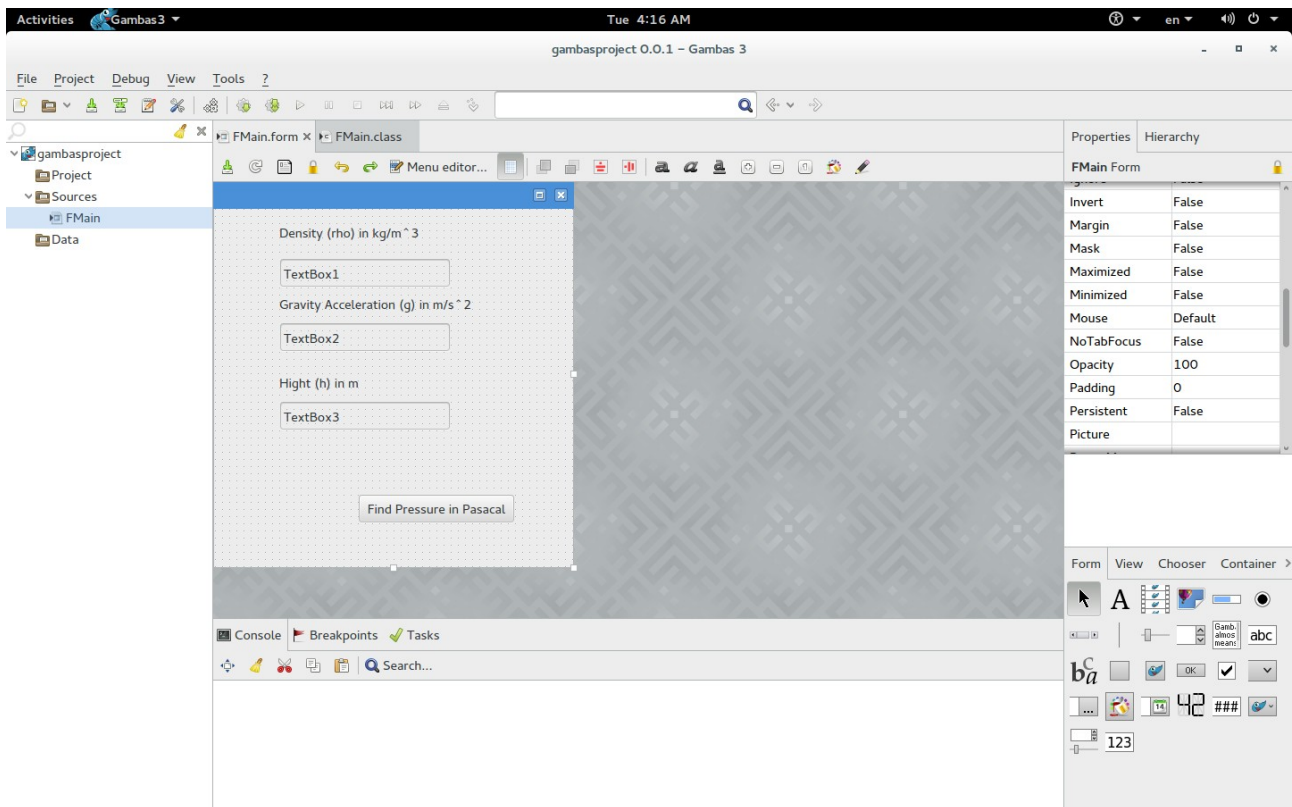 Activities Gambas3 Tue 4:16 AM en
gambasproject 0.0.1 - Gambas 3
File Project Debug View Tools ?
gambasproject
Project
Sources
FMain
Data
FMain.form FMain.class
Menu editor...
Density (rho) in kg/m^3
TextBox1
Gravity Acceleration (g) in m/s^2
TextBox2
Hight (h) in m
TextBox3
Find Pressure in Pasacal
Console Breakpoints Tasks
Search...
Properties Hierarchy
FMain Form
Invert False
Margin False
Mask False
Maximized False
Minimized False
Mouse Default
NoTabFocus False
Opacity 100
Padding 0
Persistent False
Picture
Form View Chooser Container
A
Gamb.
almos
means
abc
OK
...
14
42
###
123